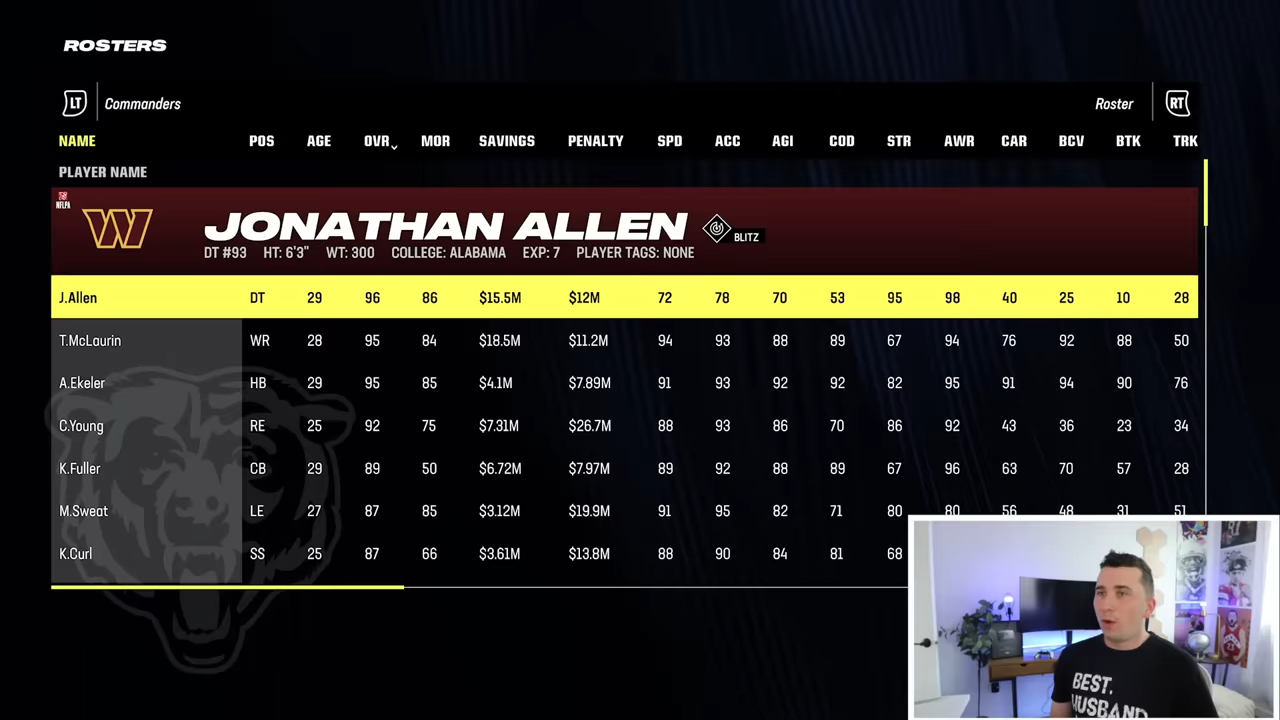 ROSTERS
LT Commanders Roster RT
NAME POS AGE OVR MOR SAVINGS PENALTY SPD ACC AGI COD STR AWR CAR BCV BTK TRK
PLAYER NAME
NFLPA
W
JONATHAN ALLEN BLITZ
DT #93 HT: 6'3" WT: 300 COLLEGE: ALABAMA EXP: 7 PLAYER TAGS: NONE
J.Allen DT 29 96 86 $15.5M $12M 72 78 70 53 95 98 40 25 10 28
T.McLaurin WR 28 95 84 $18.5M $11.2M 94 93 88 89 67 94 76 92 88 50
A.Ekeler HB 29 95 85 $4.1M $7.89M 91 93 92 92 82 95 91 94 90 76
C.Young RE 25 92 75 $7.31M $26.7M 88 93 86 70 86 92 43 36 23 34
K.Fuller CB 29 89 50 $6.72M $7.97M 89 92 88 89 67 96 63 70 57 28
M.Sweat LE 27 87 85 $3.12M $19.9M 91 95 82 71 80 80 56 48 31 51
K.Curl SS 25 87 66 $3.61M $13.8M 88 90 84 81 68
BEST.
HUSBAND